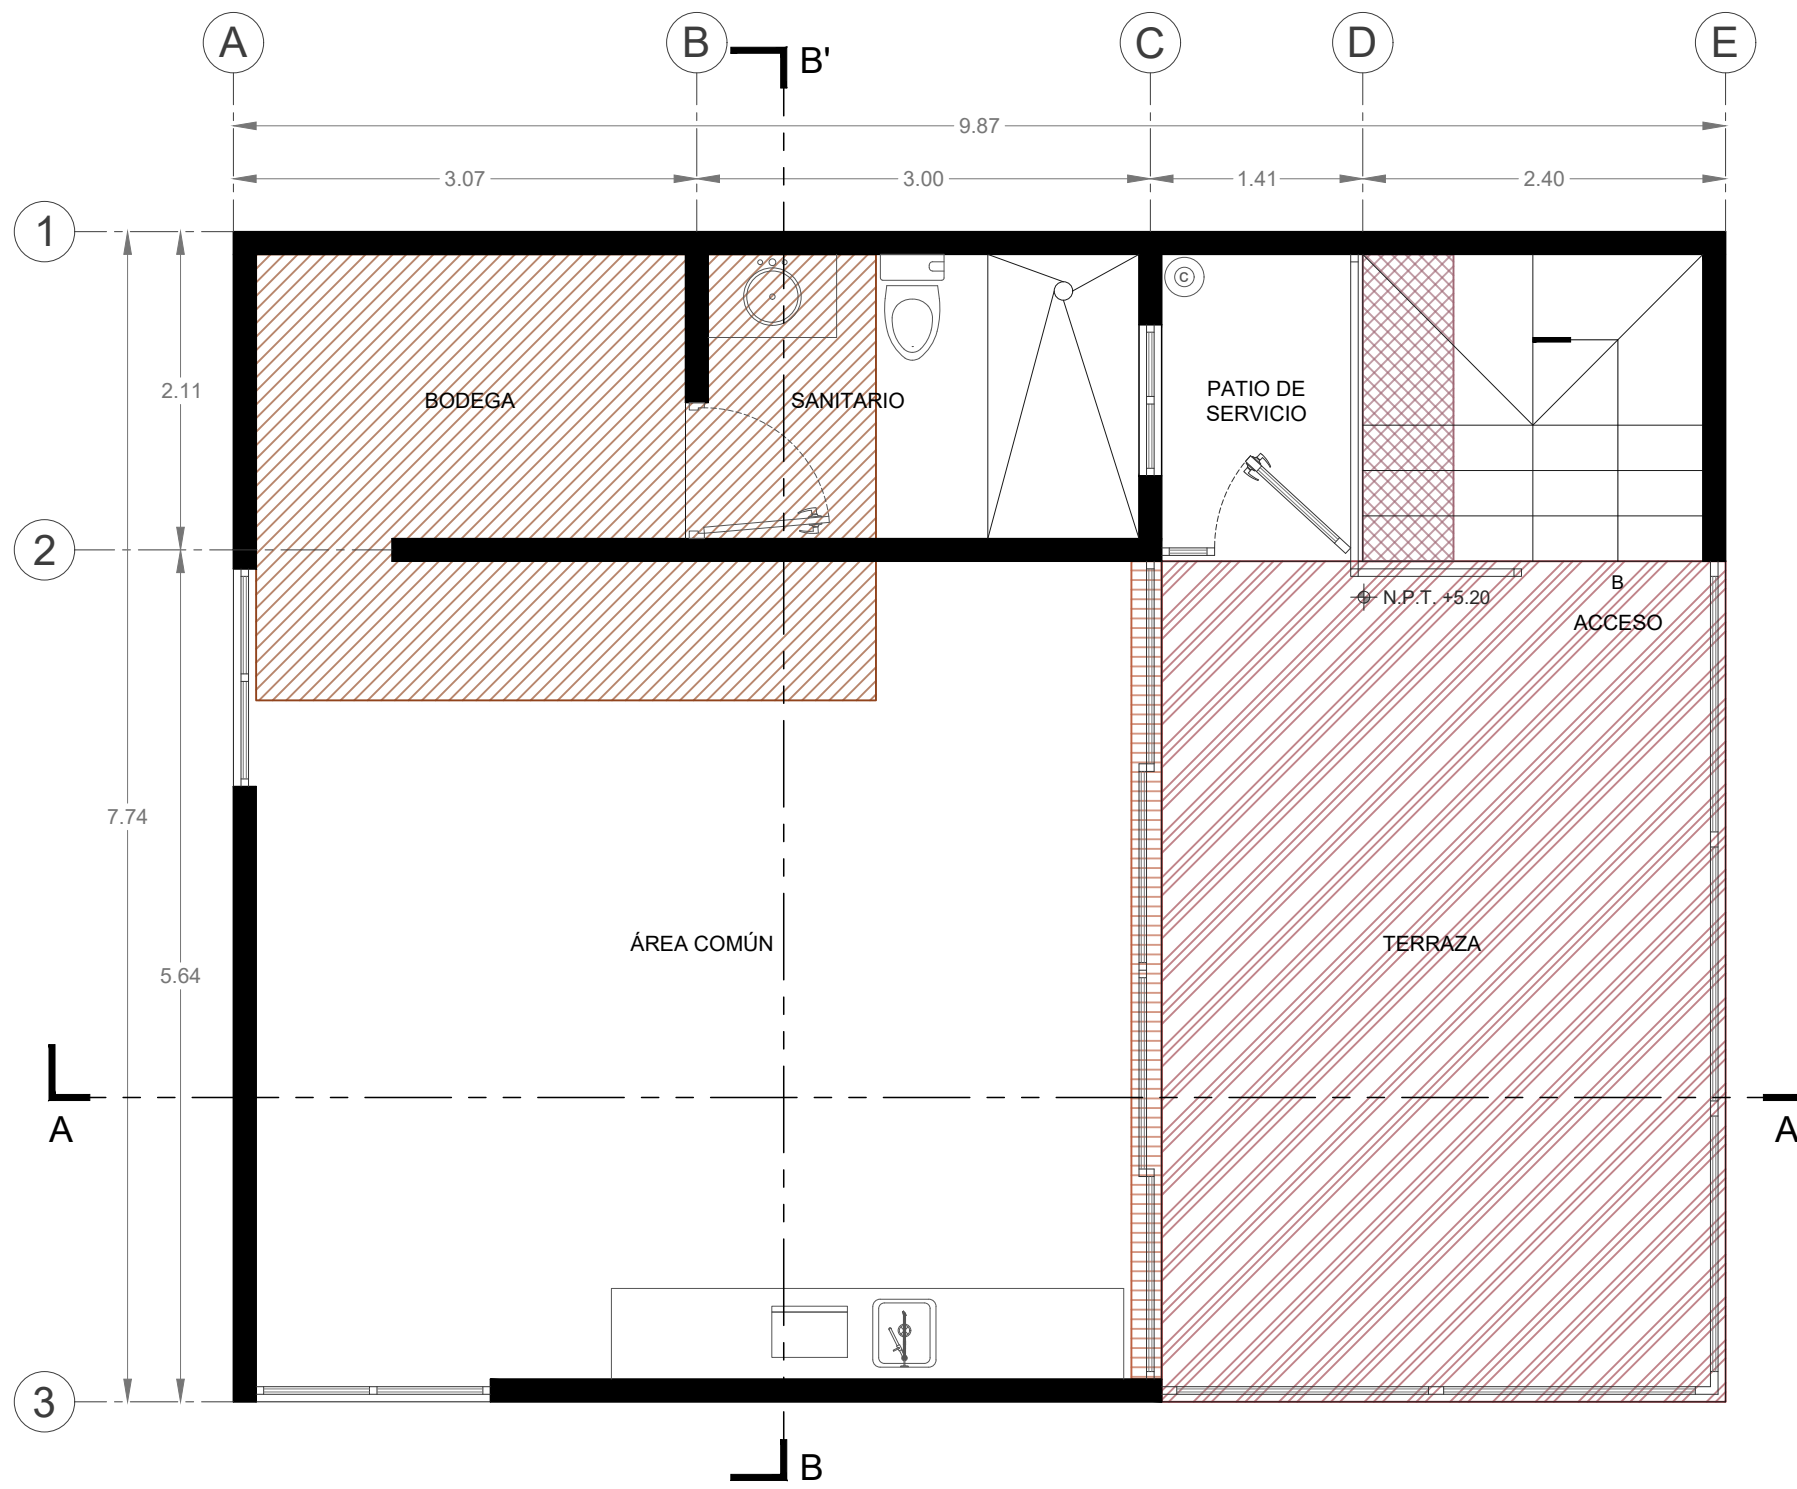 A
B
C
D
E
B'
9.87
3.07
3.00
1.41
2.40
1
C
2.11
BODEGA
SANITARIO
PATIO DE
SERVICIO
2
B
N.P.T. +5.20
ACCESO
7.74
ÁREA COMÚN
TERRAZA
5.64
A
A
3
B